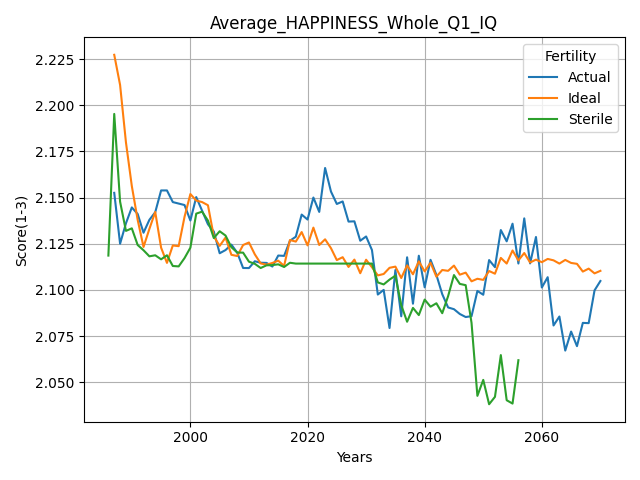 Average_HAPPINESS_Whole_Q1_IQ
Fertility
Actual
Ideal
Sterile
Score(1-3)
2.225
2.200
2.175
2.150
2.125
2.100
2.075
2.050
2000 2020 2040 2060
Years